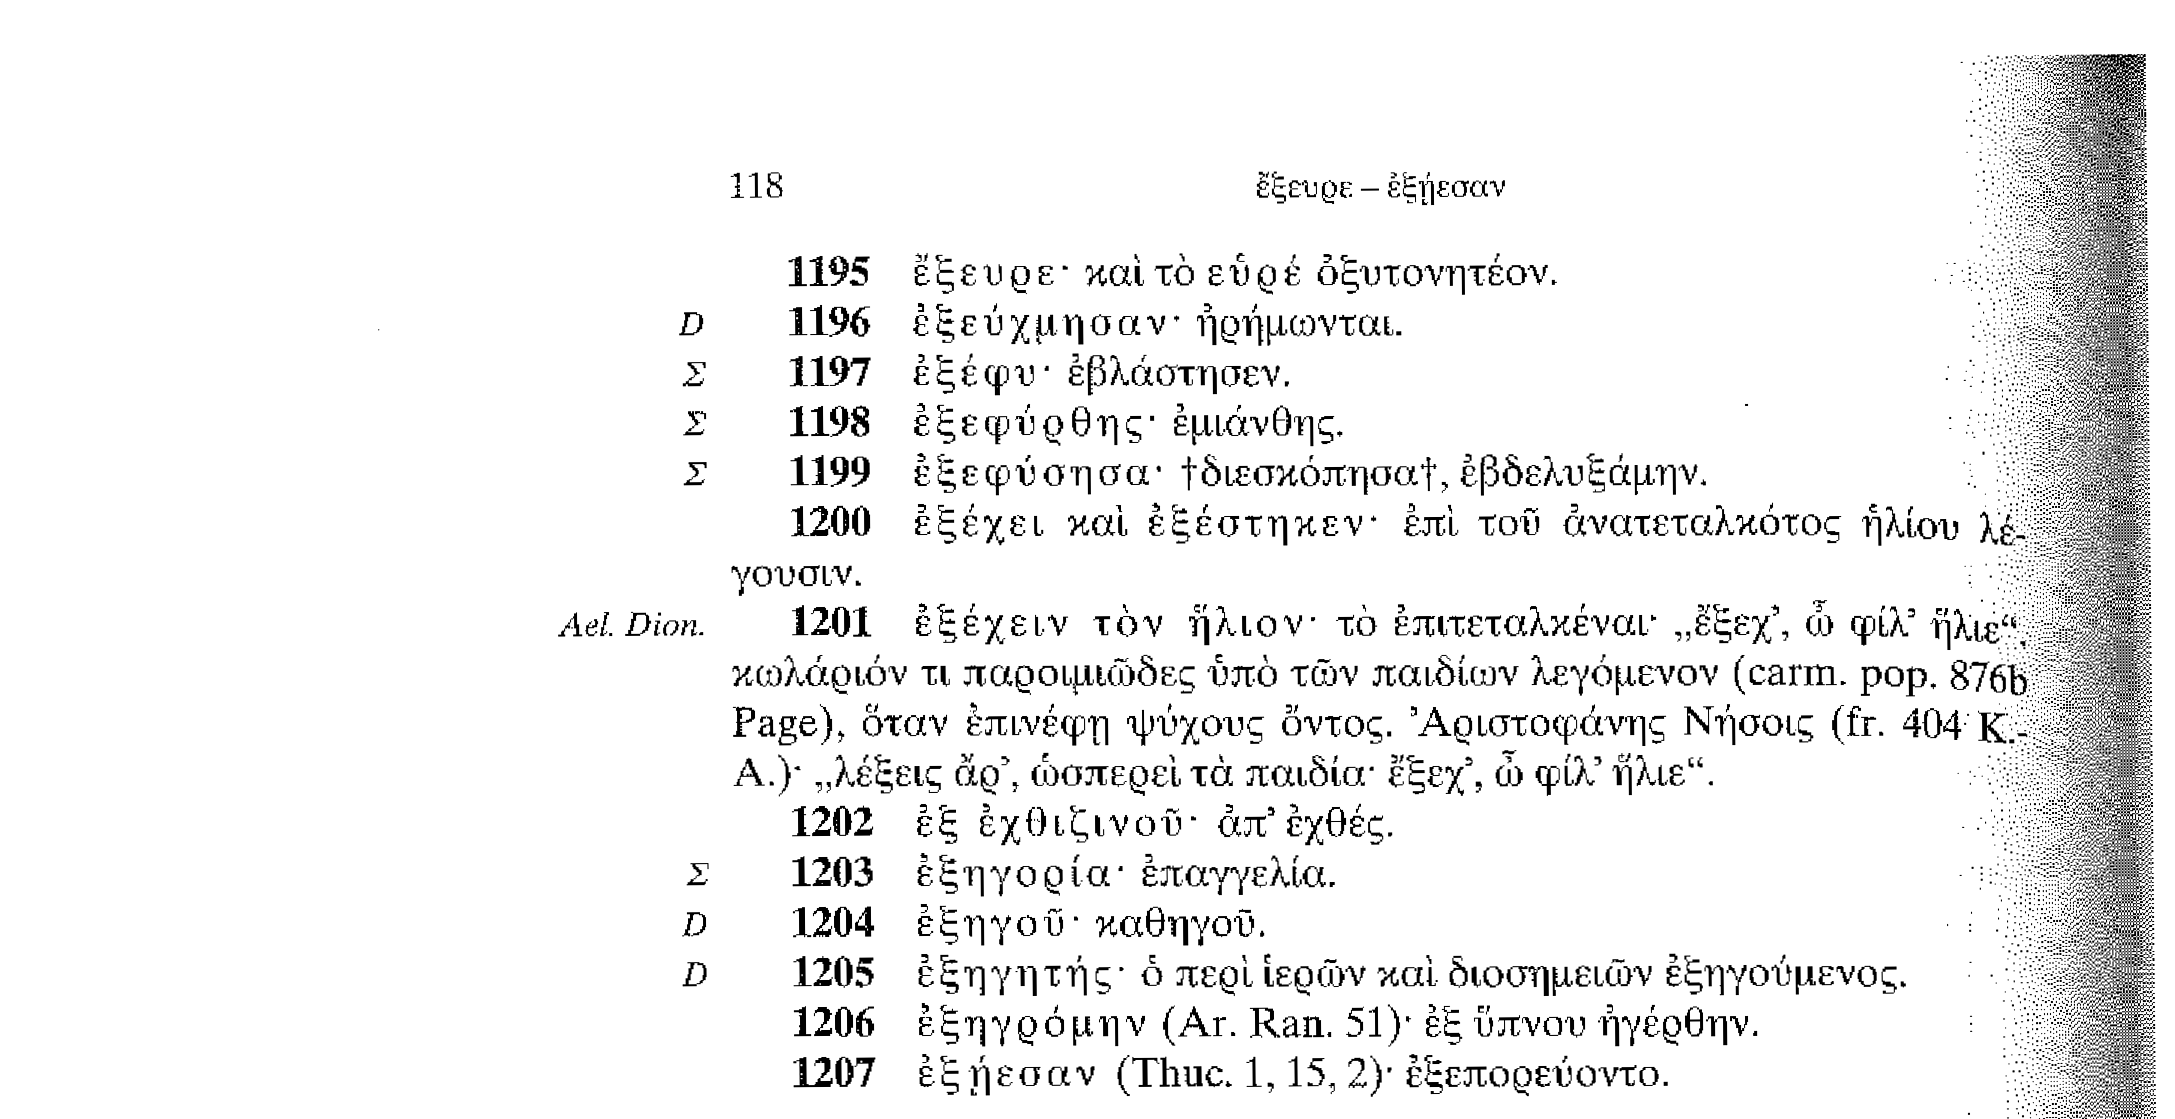 118 ἔξευρε – ἐξῄεσαν
1195 ἔξευρε· καὶ τὸ εὑρέ ὀξυτονητέον.
D 1196 ἐξεύχμησαν· ἠρήμωνται.
Σ 1197 ἐξέφυ· ἐβλάστησεν.
Σ 1198 ἐξεφύρθης· ἐμιάνθης.
Σ 1199 ἐξεφύσησα· †διεσκόπησα†, ἐβδελυξάμην.
1200 ἐξέχει καὶ ἐξέστηκεν· ἐπὶ τοῦ ἀνατεταλκότος ἡλίου λέ-
γουσιν.
Ael. Dion. 1201 ἐξέχειν τὸν ἥλιον· τὸ ἐπιτεταλκέναι· „ἔξεχ’, ὦ φίλ’ ἥλιε“.
κωλάριόν τι παροιμιῶδες ὑπὸ τῶν παιδίων λεγόμενον (carm. pop. 876b
Page), ὅταν ἐπινέφῃ ψύχους ὄντος. Ἀριστοφάνης Νήσοις (fr. 404 K.-
A.)· „λέξεις ἄρ’, ὡσπερεὶ τὰ παιδία· ἔξεχ’, ὦ φίλ’ ἥλιε“.
1202 ἐξ ἐχθιζινοῦ· ἀπ’ ἐχθές.
Σ 1203 ἐξηγορία· ἐπαγγελία.
D 1204 ἐξηγοῦ· καθηγοῦ.
D 1205 ἐξηγητής· ὁ περὶ ἱερῶν καὶ διοσημειῶν ἐξηγούμενος.
1206 ἐξηγρόμην (Ar. Ran. 51)· ἐξ ὕπνου ἠγέρθην.
1207 ἐξῄεσαν (Thuc. 1, 15, 2)· ἐξεπορεύοντο.